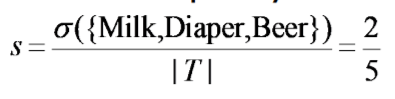 s = σ({Milk,Diaper,Beer}) / |T| = 2 / 5